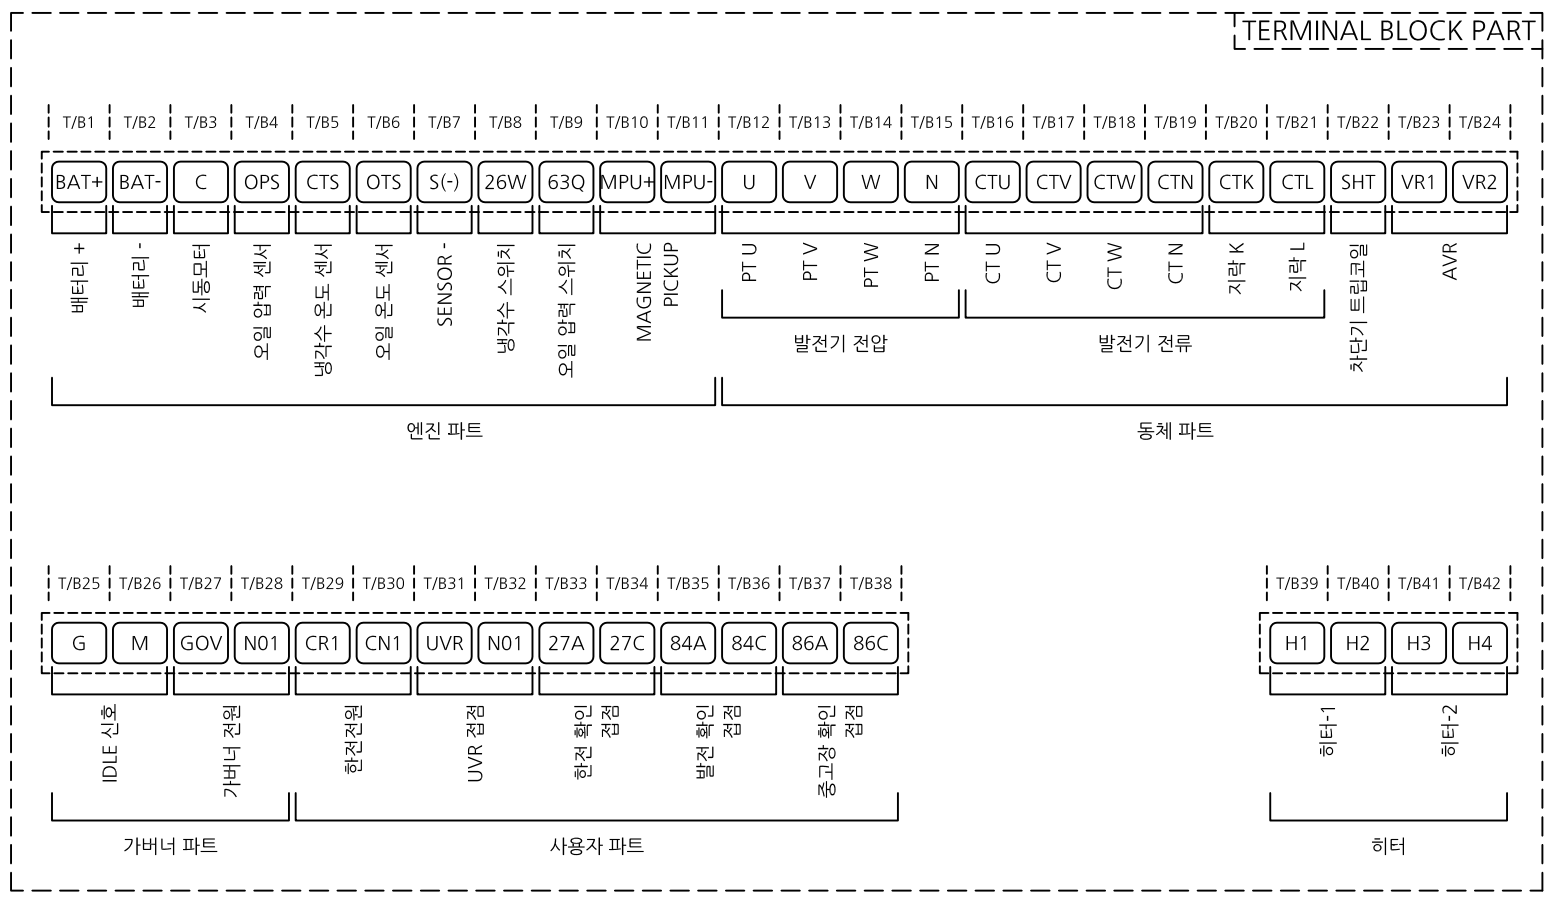 TERMINAL BLOCK PART
T/B1 T/B2 T/B3 T/B4 T/B5 T/B6 T/B7 T/B8 T/B9 T/B10 T/B11 T/B12 T/B13 T/B14 T/B15 T/B16 T/B17 T/B18 T/B19 T/B20 T/B21 T/B22 T/B23 T/B24
BAT+ BAT- C OPS CTS OTS S(-) 26W 63Q MPU+ MPU- U V W N CTU CTV CTW CTN CTK CTL SHT VR1 VR2
배터리 +
배터리 -
시동모터
오일 압력 센서
냉각수 온도 센서
오일 온도 센서
SENSOR -
냉각수 스위치
오일 압력 스위치
MAGNETIC
PICKUP
PT U
PT V
PT W
PT N
CT U
CT V
CT W
CT N
지락 K
지락 L
차단기 트립코일
AVR
발전기 전압
발전기 전류
엔진 파트
동체 파트
T/B25 T/B26 T/B27 T/B28 T/B29 T/B30 T/B31 T/B32 T/B33 T/B34 T/B35 T/B36 T/B37 T/B38 T/B39 T/B40 T/B41 T/B42
G M GOV N01 CR1 CN1 UVR N01 27A 27C 84A 84C 86A 86C H1 H2 H3 H4
IDLE 신호
가버너 전원
한전전원
UVR 접점
한전 확인
접점
발전 확인
접점
중고장 확인
접점
히터-1
히터-2
가버너 파트
사용자 파트
히터